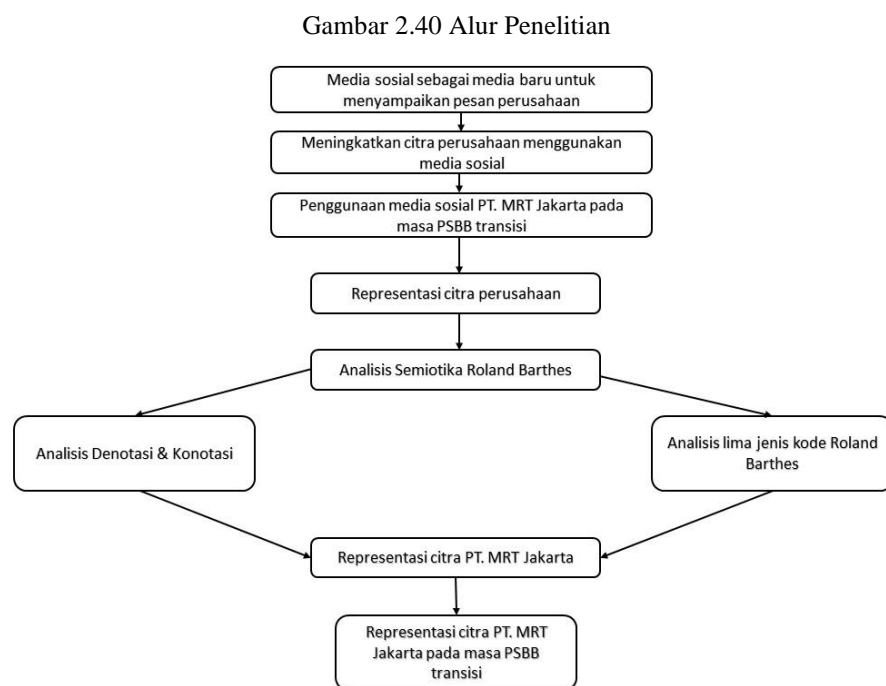 Gambar 2.40 Alur Penelitian
Media sosial sebagai media baru untuk
menyampaikan pesan perusahaan
Meningkatkan citra perusahaan menggunakan
media sosial
Penggunaan media sosial PT. MRT Jakarta pada
masa PSBB transisi
Representasi citra perusahaan
Analisis Semiotika Roland Barthes
Analisis Denotasi & Konotasi
Analisis lima jenis kode Roland
Barthes
Representasi citra PT. MRT Jakarta
Representasi citra PT. MRT
Jakarta pada masa PSBB
transisi